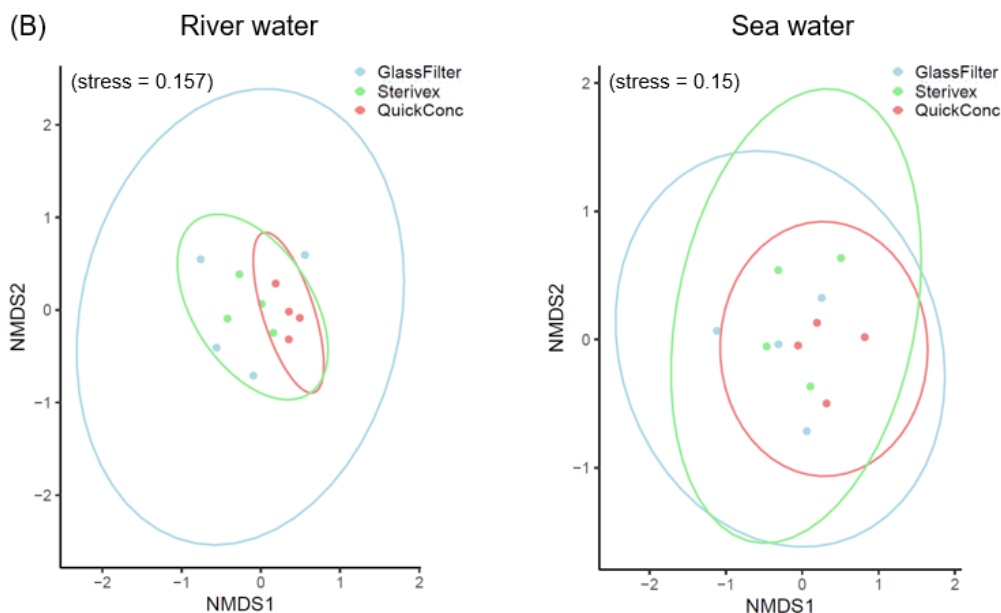 (B)
River water
(stress = 0.157)
GlassFilter
Sterivex
QuickConc
2
1
0
−1
−2
NMDS2
−2
−1
0
1
2
NMDS1
Sea water
(stress = 0.15)
GlassFilter
Sterivex
QuickConc
2
1
0
−1
NMDS2
−2
−1
0
1
2
NMDS1